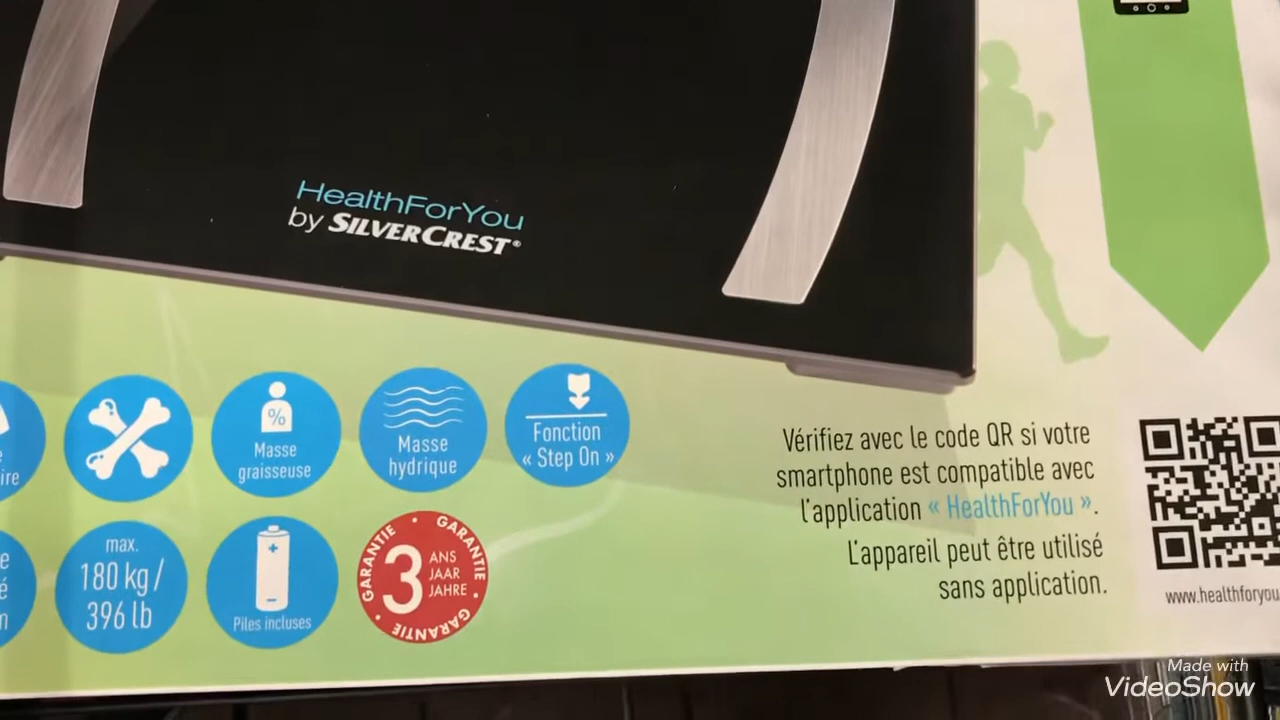 HealthForYou
by SILVERCREST®
Masse
graisseuse
%
Masse
hydrique
Fonction
« Step On »
ire
max.
180 kg /
396 lb
Piles incluses
GARANTIE · GARANTIE · GARANTIE ·
3 ANS
JAAR
JAHRE
Vérifiez avec le code QR si votre
smartphone est compatible avec
l'application « HealthForYou ».
L'appareil peut être utilisé
sans application.
www.healthforyou
Made with
VideoShow